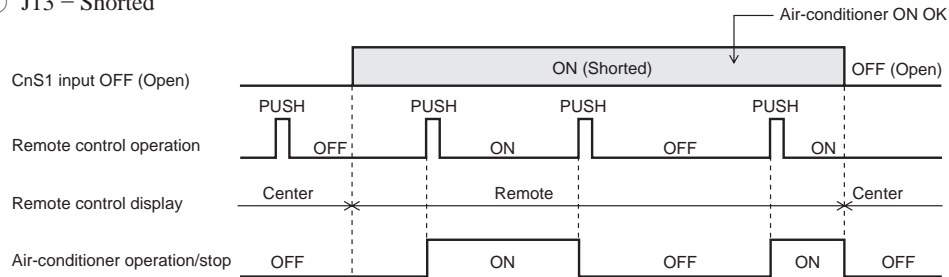 J13 − Shorted
Air-conditioner ON OK
CnS1 input OFF (Open)
ON (Shorted)
OFF (Open)
PUSH
PUSH
PUSH
PUSH
Remote control operation
OFF
ON
OFF
ON
Remote control display
Center
Remote
Center
Air-conditioner operation/stop
OFF
ON
OFF
ON
OFF